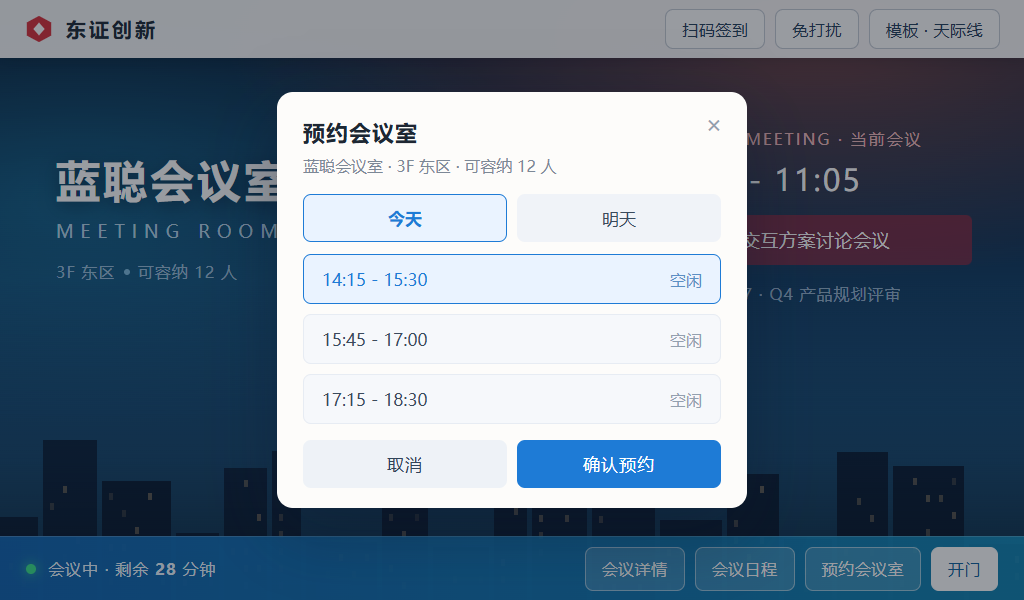 东证创新
扫码签到
免打扰
模板 · 天际线
蓝聪会议室
MEETING ROOM
3F 东区 • 可容纳 12 人
MEETING · 当前会议
- 11:05
交互方案讨论会议
· Q4 产品规划评审
预约会议室
×
蓝聪会议室 · 3F 东区 · 可容纳 12 人
今天
明天
14:15 - 15:30 空闲
15:45 - 17:00 空闲
17:15 - 18:30 空闲
取消
确认预约
会议中 · 剩余 28 分钟
会议详情
会议日程
预约会议室
开门